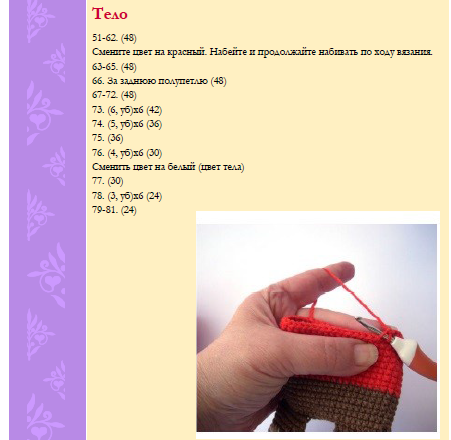 Тело
51-62. (48)
Смените цвет на красный. Набейте и продолжайте набивать по ходу вязания.
63-65. (48)
66. За заднюю полупетлю (48)
67-72. (48)
73. (6, уб)х6 (42)
74. (5, уб)х6 (36)
75. (36)
76. (4, уб)х6 (30)
Сменить цвет на белый (цвет тела)
77. (30)
78. (3, уб)х6 (24)
79-81. (24)